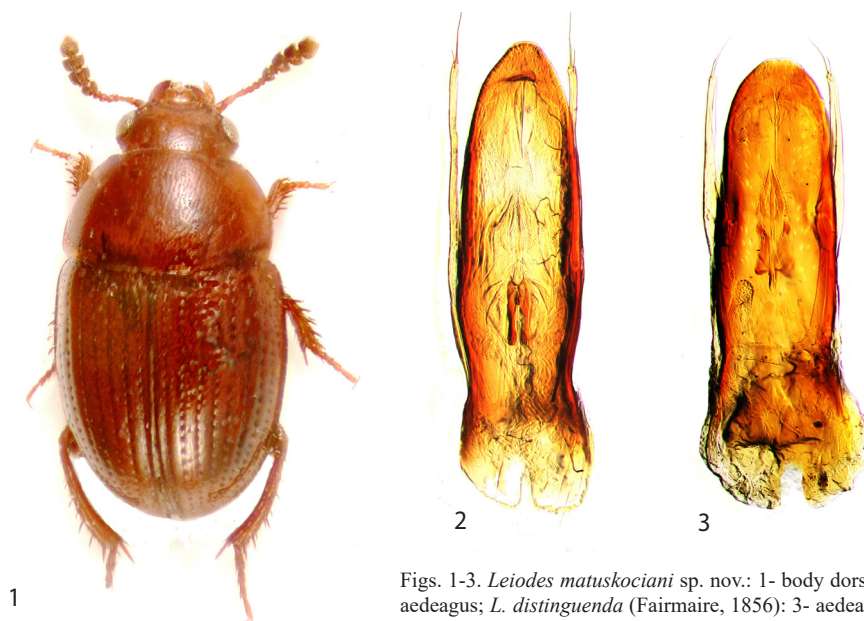 1
2
3
Figs. 1-3. Leiodes matuskociani sp. nov.: 1- body dors
aedeagus; L. distinguenda (Fairmaire, 1856): 3- aedea